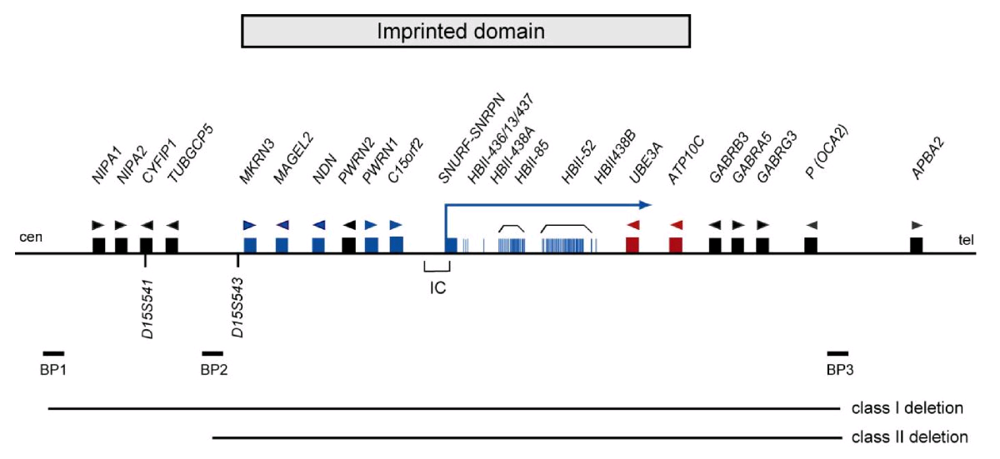 Imprinted domain
NIPA1
NIPA2
CYFIP1
TUBGCP5
MKRN3
MAGEL2
NDN
PWRN2
PWRN1
C15orf2
SNURF-SNRPN
HBII-436/13/437
HBII-438A
HBII-85
HBII-52
HBII438B
UBE3A
ATP10C
GABRB3
GABRA5
GABRG3
P (OCA2)
APBA2
cen
tel
IC
D15S541
D15S543
BP1
BP2
BP3
class I deletion
class II deletion